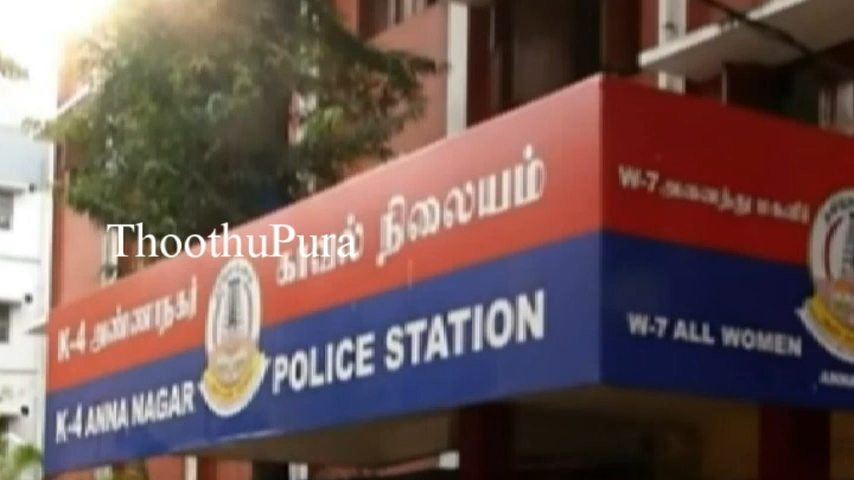 K-4 அண்ணாநகர் காவல் நிலையம்
K-4 ANNA NAGAR POLICE STATION
ThoothuPura
W-7 அனைத்து மகளிர்
W-7 ALL WOMEN